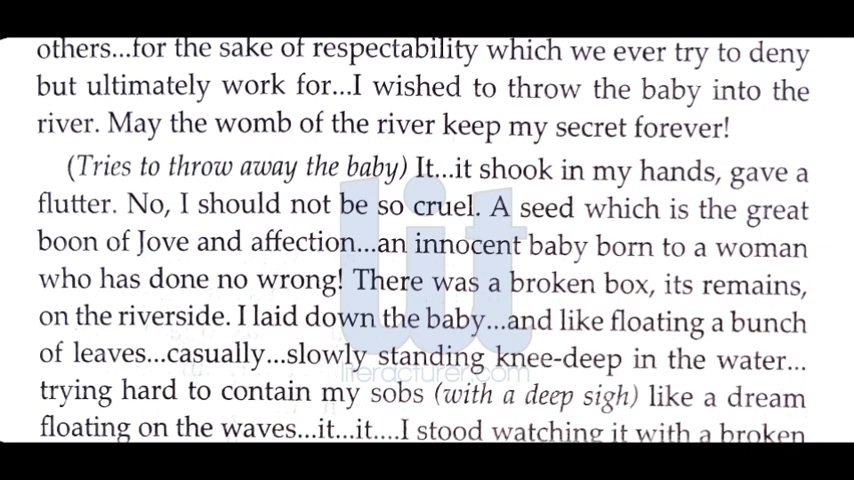 others...for the sake of respectability which we ever try to deny
but ultimately work for...I wished to throw the baby into the
river. May the womb of the river keep my secret forever!
(Tries to throw away the baby) It...it shook in my hands, gave a
flutter. No, I should not be so cruel. A seed which is the great
boon of Jove and affection...an innocent baby born to a woman
who has done no wrong! There was a broken box, its remains,
on the riverside. I laid down the baby...and like floating a bunch
of leaves...casually...slowly standing knee-deep in the water...
trying hard to contain my sobs (with a deep sigh) like a dream
floating on the waves...it...it....I stood watching it with a broken
lit
literacturer.com